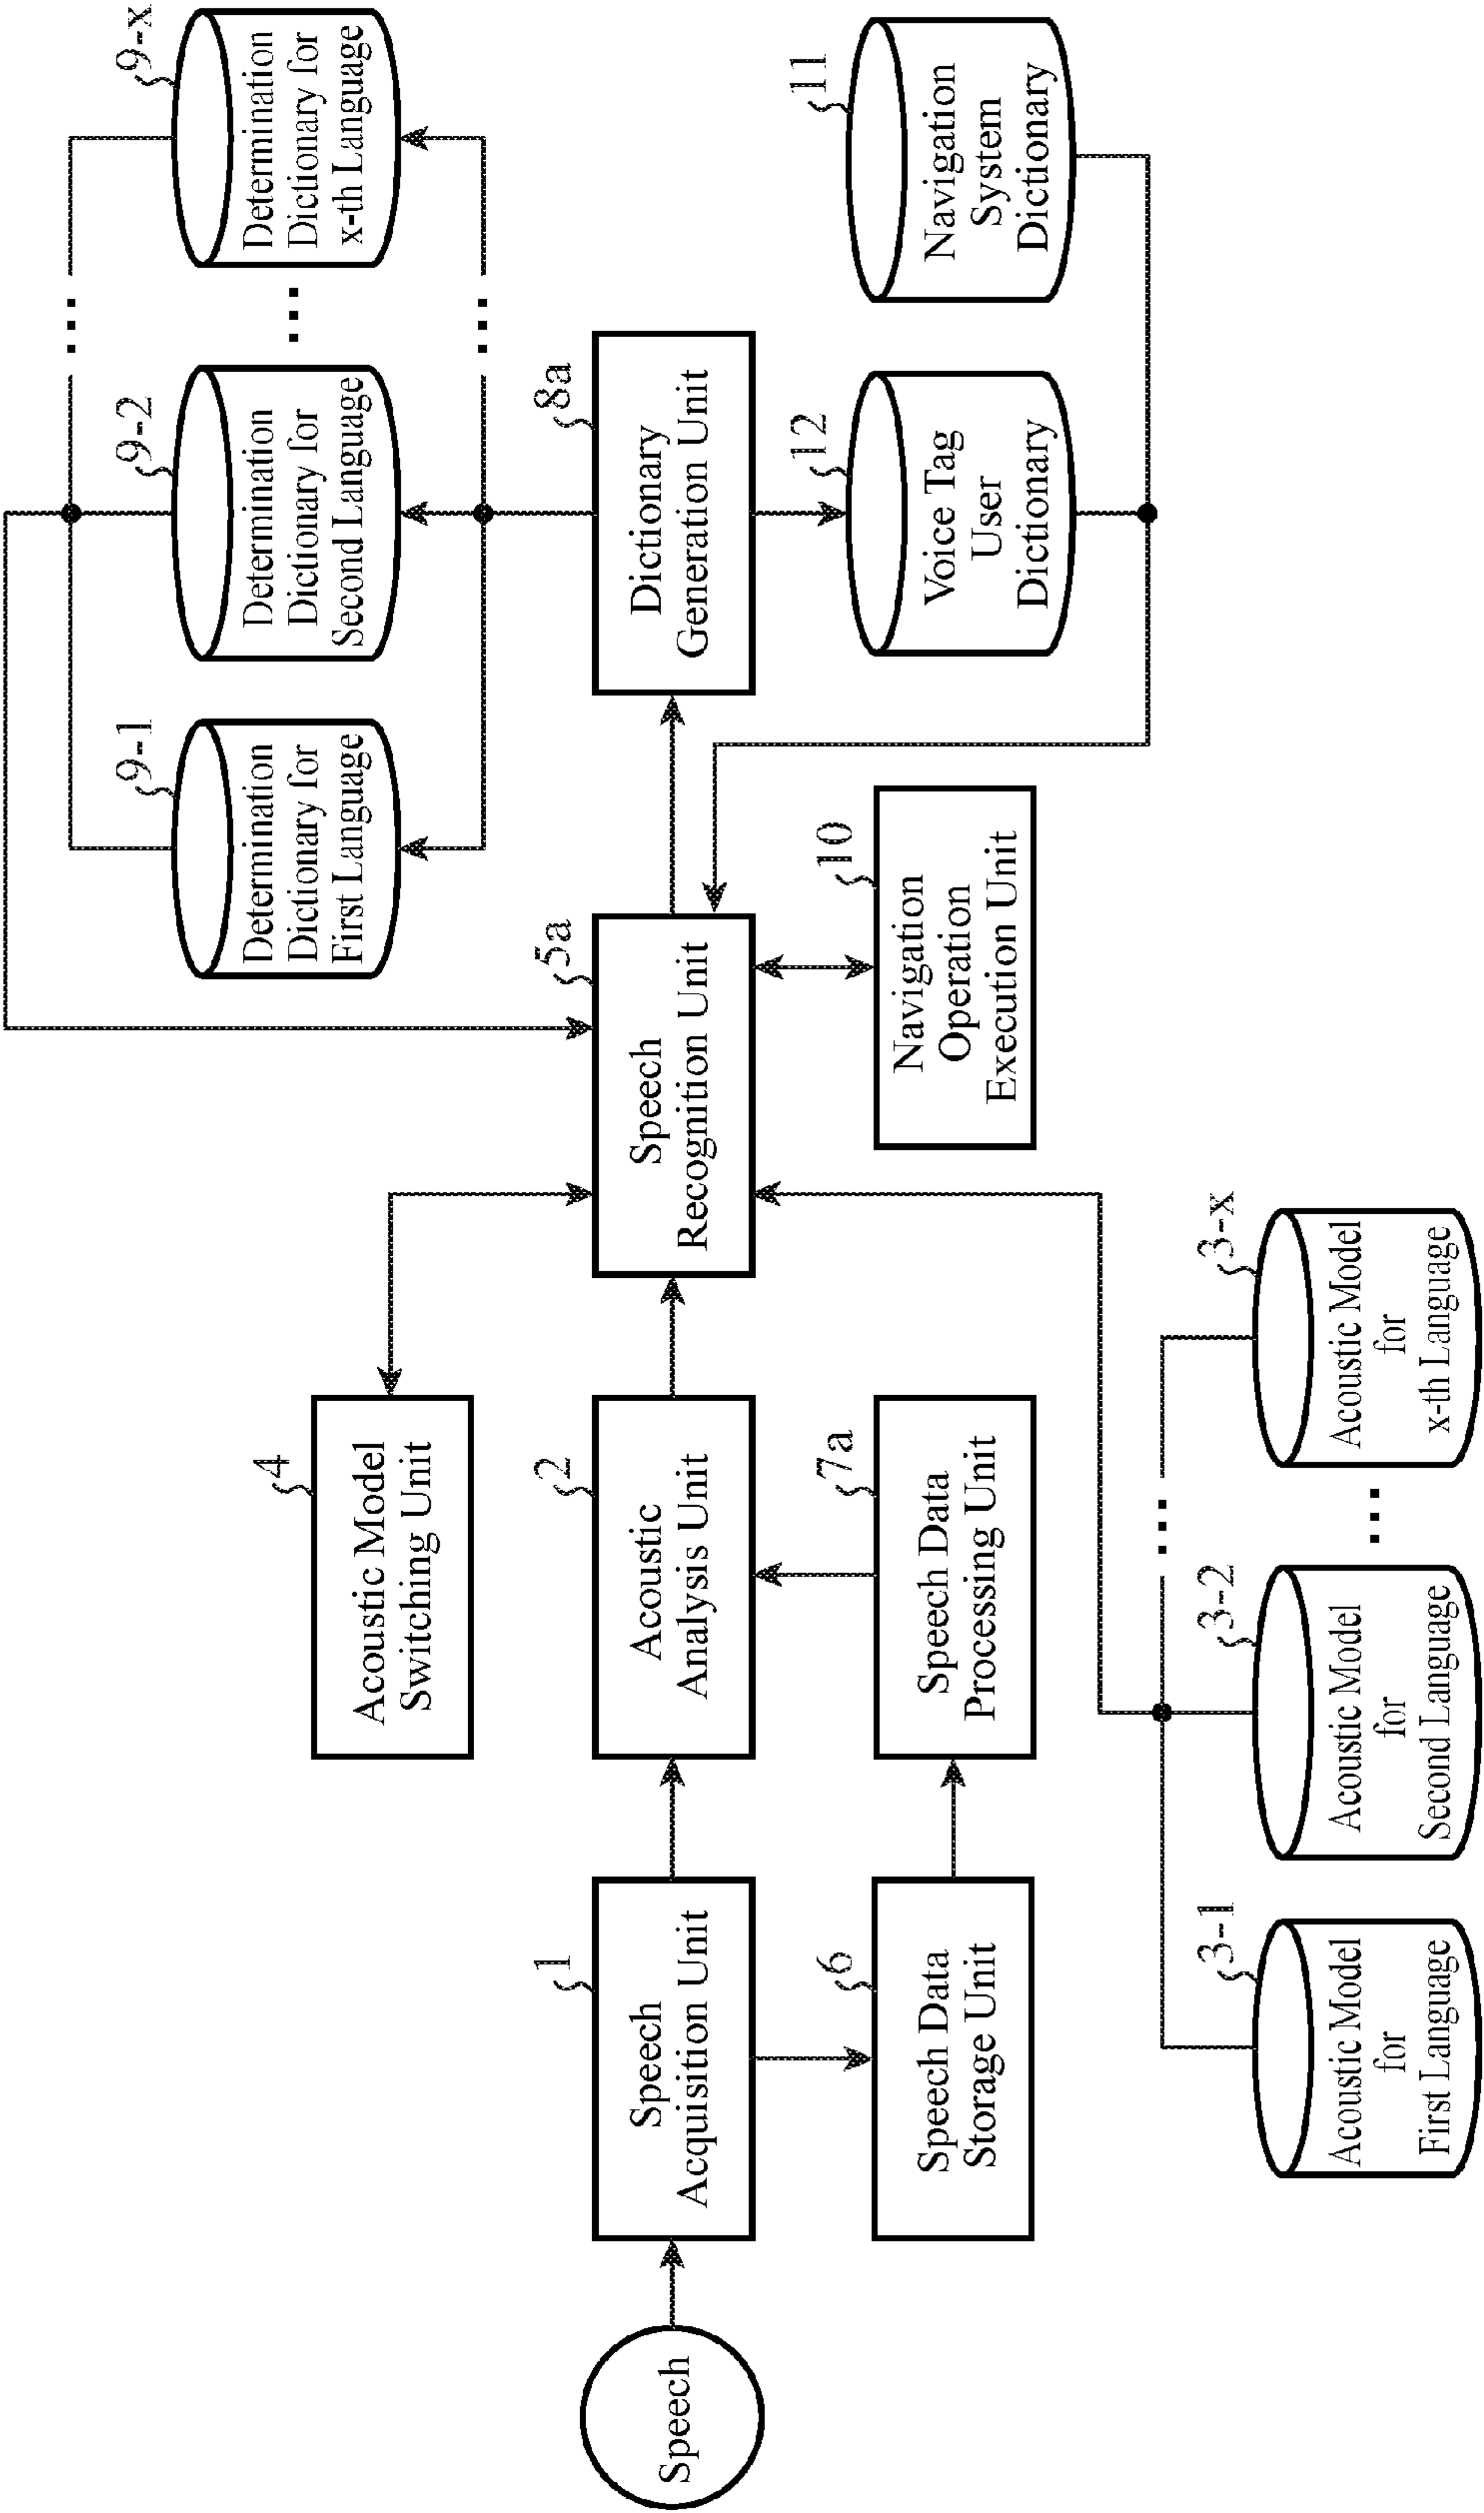 9-1
Determination
Dictionary for
First Language
9-2
Determination
Dictionary for
Second Language
...
9-x
Determination
Dictionary for
x-th Language
...
...
4
Acoustic Model
Switching Unit
Speech
1
Speech
Acquisition Unit
2
Acoustic
Analysis Unit
5a
Speech
Recognition Unit
8a
Dictionary
Generation Unit
6
Speech Data
Storage Unit
7a
Speech Data
Processing Unit
10
Navigation
Operation
Execution Unit
12
Voice Tag
User
Dictionary
11
Navigation
System
Dictionary
...
3-1
Acoustic Model
for
First Language
3-2
Acoustic Model
for
Second Language
...
3-x
Acoustic Model
for
x-th Language